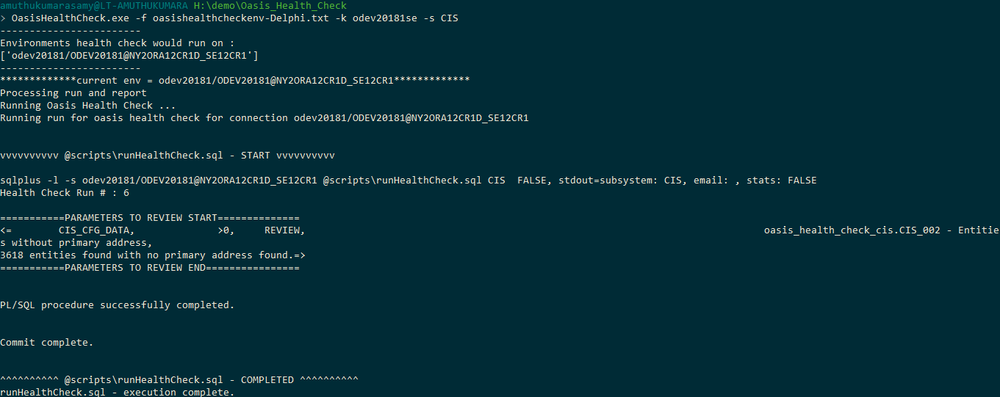 amuthukumarasamy@LT-AMUTHUKUMARA H:\demo\Oasis_Health_Check
> OasisHealthCheck.exe -f oasishealthcheckenv-Delphi.txt -k odev20181se -s CIS
------------------------
Environments health check would run on :
['odev20181/ODEV20181@NY2ORA12CR1D_SE12CR1']
------------------------
*************current env = odev20181/ODEV20181@NY2ORA12CR1D_SE12CR1*************
Processing run and report
Running Oasis Health Check ...
Running run for oasis health check for connection odev20181/ODEV20181@NY2ORA12CR1D_SE12CR1
vvvvvvvvvv @scripts\runHealthCheck.sql - START vvvvvvvvvv
sqlplus -l -s odev20181/ODEV20181@NY2ORA12CR1D_SE12CR1 @scripts\runHealthCheck.sql CIS  FALSE, stdout=subsystem: CIS, email: , stats: FALSE
Health Check Run # : 6
===========PARAMETERS TO REVIEW START==============
<=        CIS_CFG_DATA,              >0,     REVIEW,                                                                              oasis_health_check_cis.CIS_002 - Entitie
s without primary address,
3618 entities found with no primary address found.=>
===========PARAMETERS TO REVIEW END================
PL/SQL procedure successfully completed.
Commit complete.
^^^^^^^^^^ @scripts\runHealthCheck.sql - COMPLETED ^^^^^^^^^^
runHealthCheck.sql - execution complete.